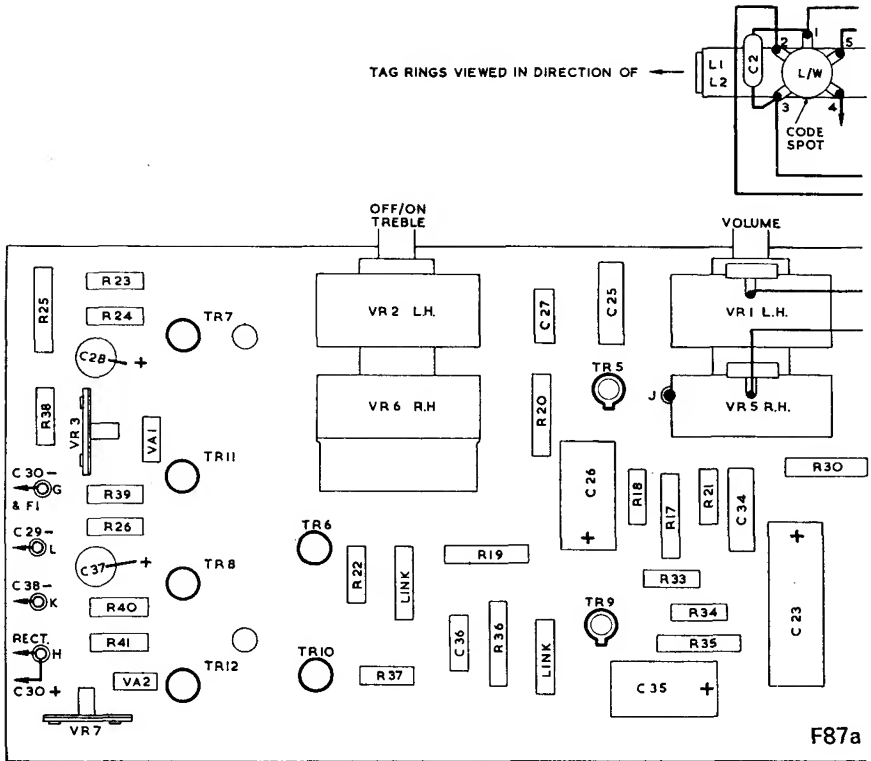 TAG RINGS VIEWED IN DIRECTION OF
L1
L2
C2
2
1
5
L/W
3
4
CODE
SPOT
OFF/ON
TREBLE
VOLUME
R25
R23
R24
TR7
C28
+
VR2 L.H.
C27
C25
VR1 L.H.
R38
VR3
VA1
VR6 R.H
R20
TR5
J
VR5 R.H.
TR11
C30-
G
& F1
R39
C26
+
R18
R17
R21
C34
R30
C29-
L
R26
TR6
R19
C37
+
TR8
R22
LINK
R33
+
C23
C38-
K
R40
R34
TR9
RECT.
H
R41
C36
R36
LINK
R35
C30+
VA2
TR12
TR10
R37
C35
+
VR7
F87a